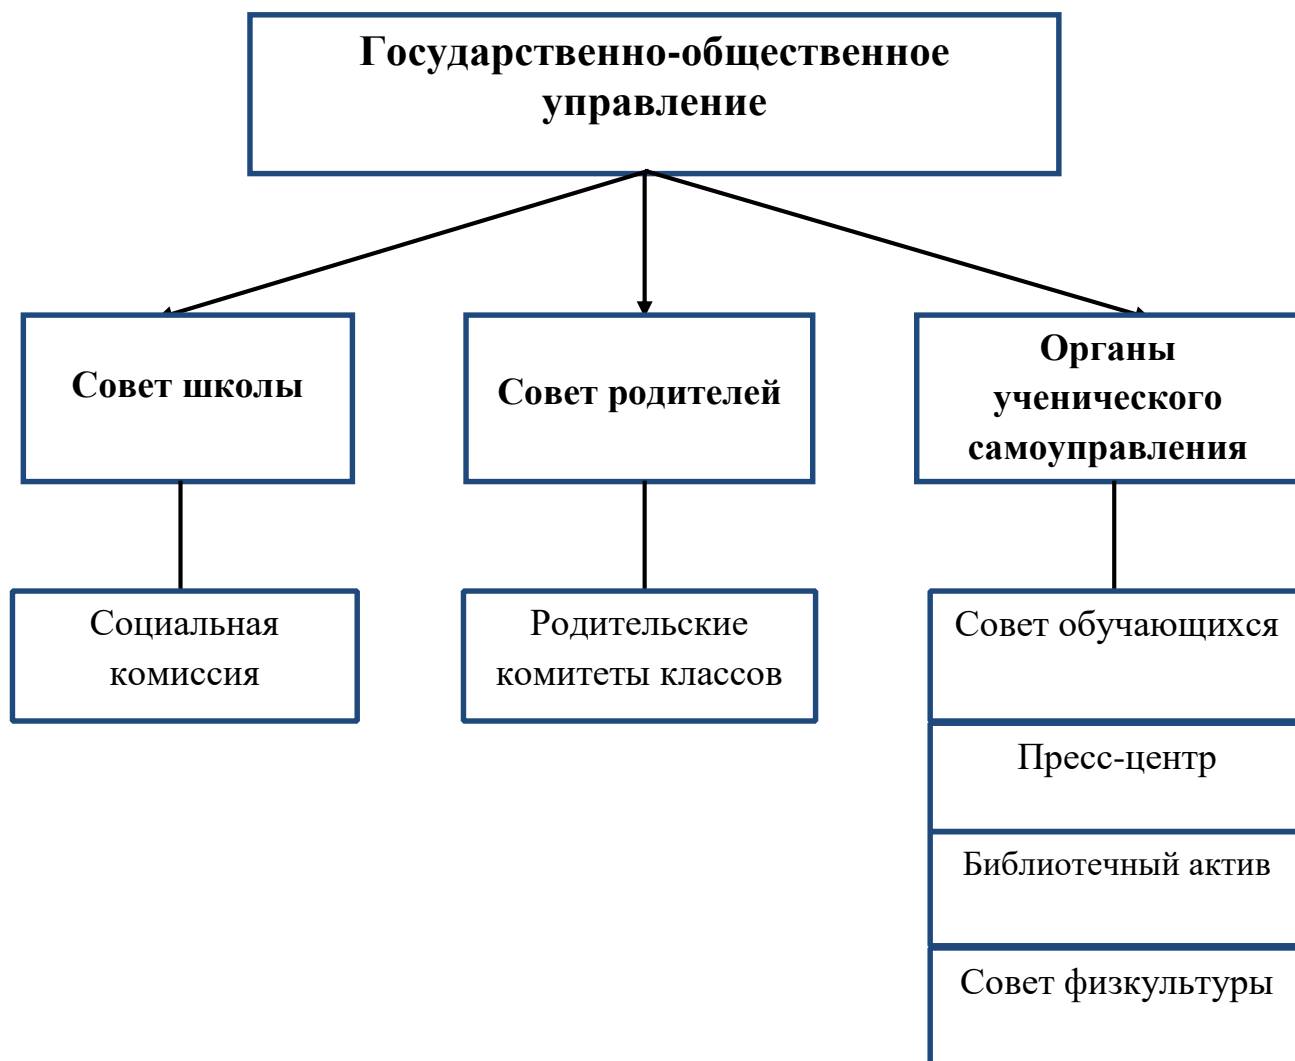 Государственно-общественное
управление
Совет школы
Совет родителей
Органы
ученического
самоуправления
Социальная
комиссия
Родительские
комитеты классов
Совет обучающихся
Пресс-центр
Библиотечный актив
Совет физкультуры